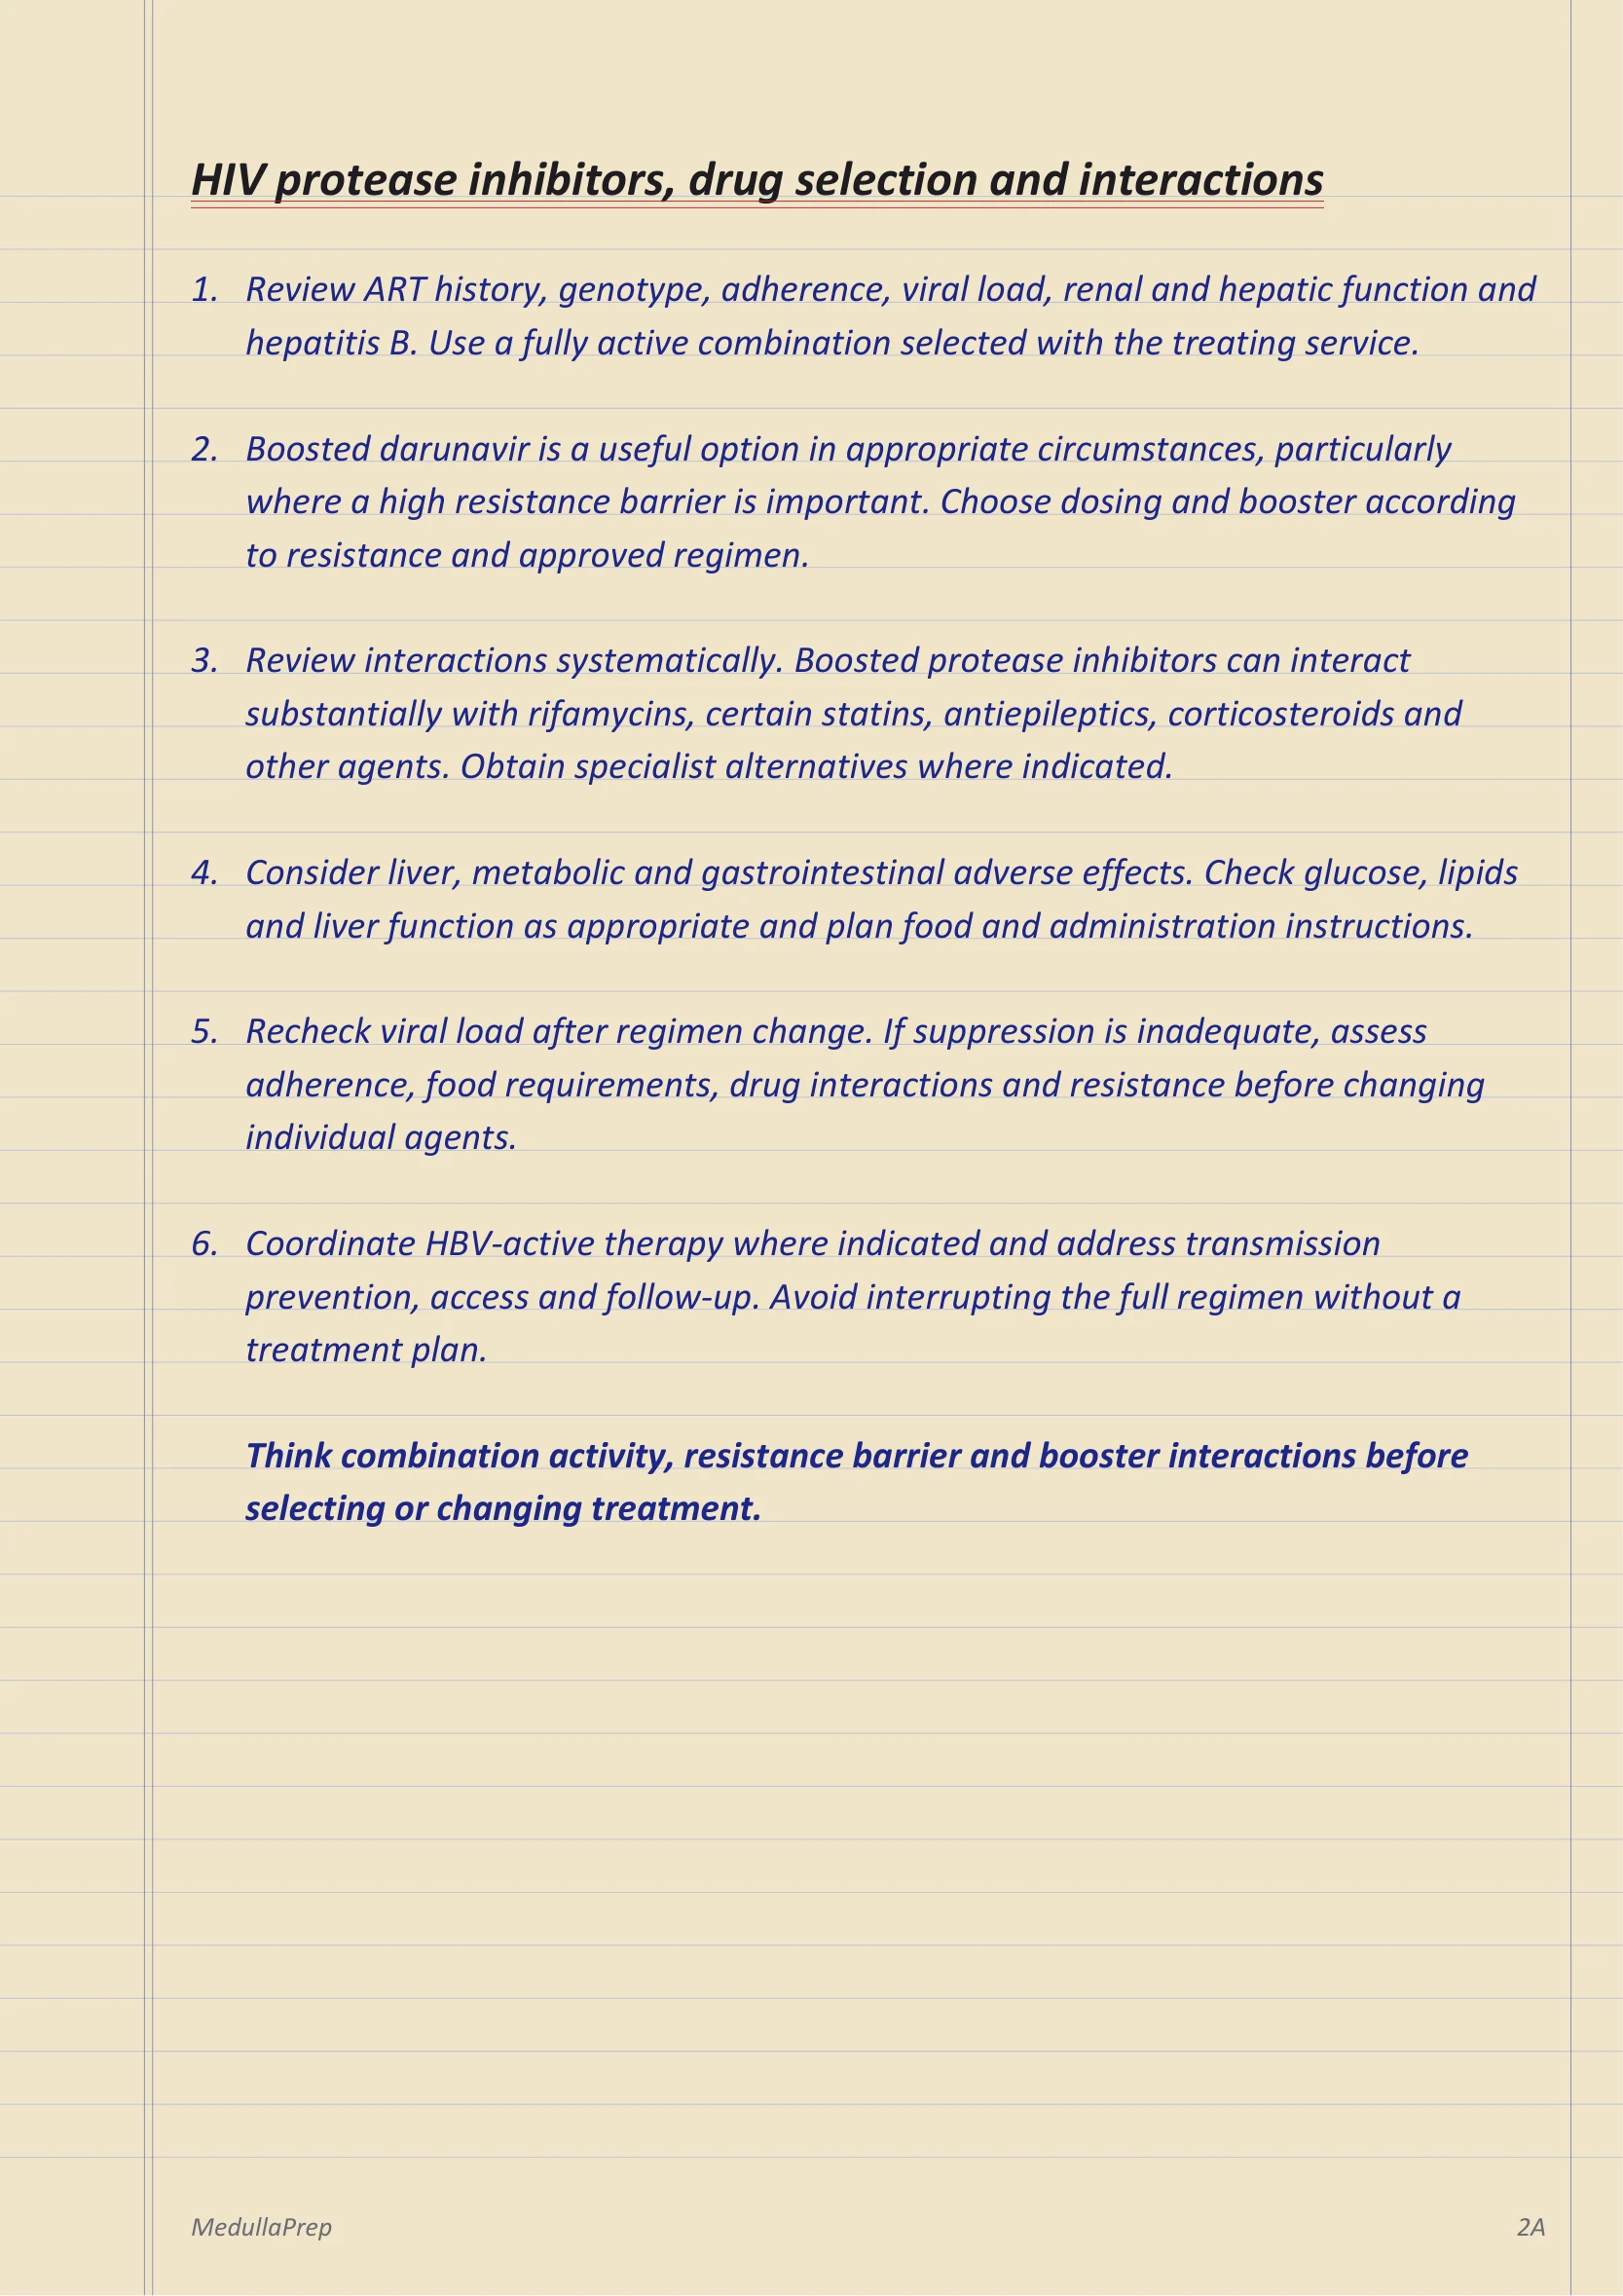 HIV protease inhibitors, drug selection and interactions
1. Review ART history, genotype, adherence, viral load, renal and hepatic function and
hepatitis B. Use a fully active combination selected with the treating service.
2. Boosted darunavir is a useful option in appropriate circumstances, particularly
where a high resistance barrier is important. Choose dosing and booster according
to resistance and approved regimen.
3. Review interactions systematically. Boosted protease inhibitors can interact
substantially with rifamycins, certain statins, antiepileptics, corticosteroids and
other agents. Obtain specialist alternatives where indicated.
4. Consider liver, metabolic and gastrointestinal adverse effects. Check glucose, lipids
and liver function as appropriate and plan food and administration instructions.
5. Recheck viral load after regimen change. If suppression is inadequate, assess
adherence, food requirements, drug interactions and resistance before changing
individual agents.
6. Coordinate HBV-active therapy where indicated and address transmission
prevention, access and follow-up. Avoid interrupting the full regimen without a
treatment plan.
Think combination activity, resistance barrier and booster interactions before
selecting or changing treatment.
MedullaPrep
2A